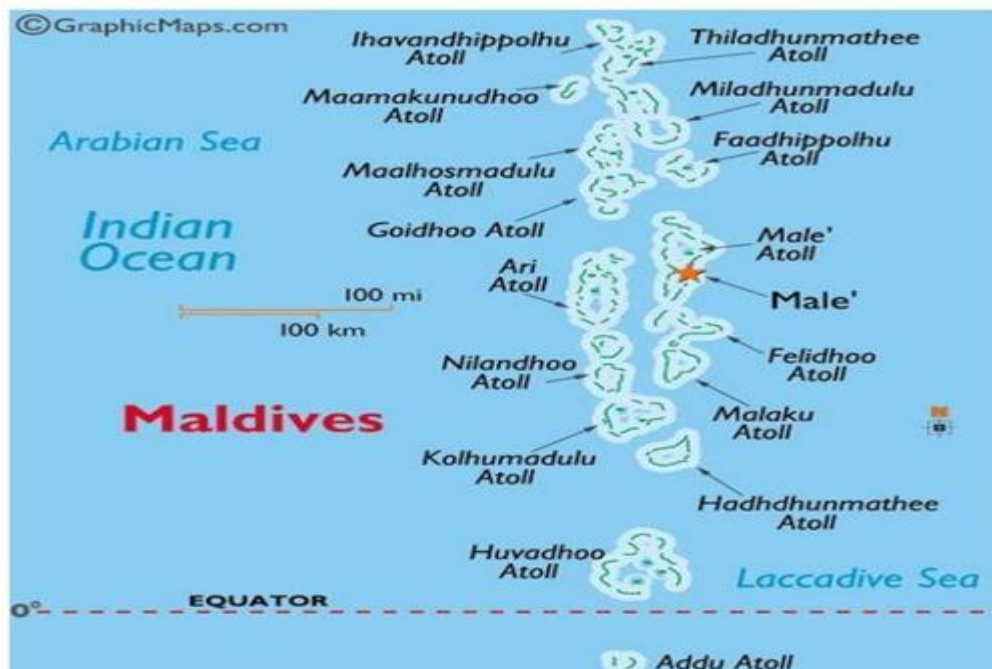 ©GraphicMaps.com
Ihavandhippolhu
Atoll
Thiladhunmathee
Atoll
Maamakunudhoo
Atoll
Miladhunmadulu
Atoll
Arabian Sea
Faadhippolhu
Atoll
Maalhosmadulu
Atoll
Goidhoo Atoll
Indian
Ocean
Male'
Atoll
Ari
Atoll
Male'
100 mi
100 km
Nilandhoo
Atoll
Felidhoo
Atoll
Maldives
Malaku
Atoll
N
Kolhumadulu
Atoll
Hadhdhunmathee
Atoll
Huvadhoo
Atoll
Laccadive Sea
0°
EQUATOR
Addu Atoll